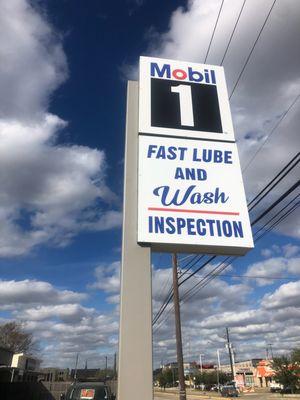 Mobil
1
FAST LUBE
AND
Wash
INSPECTION